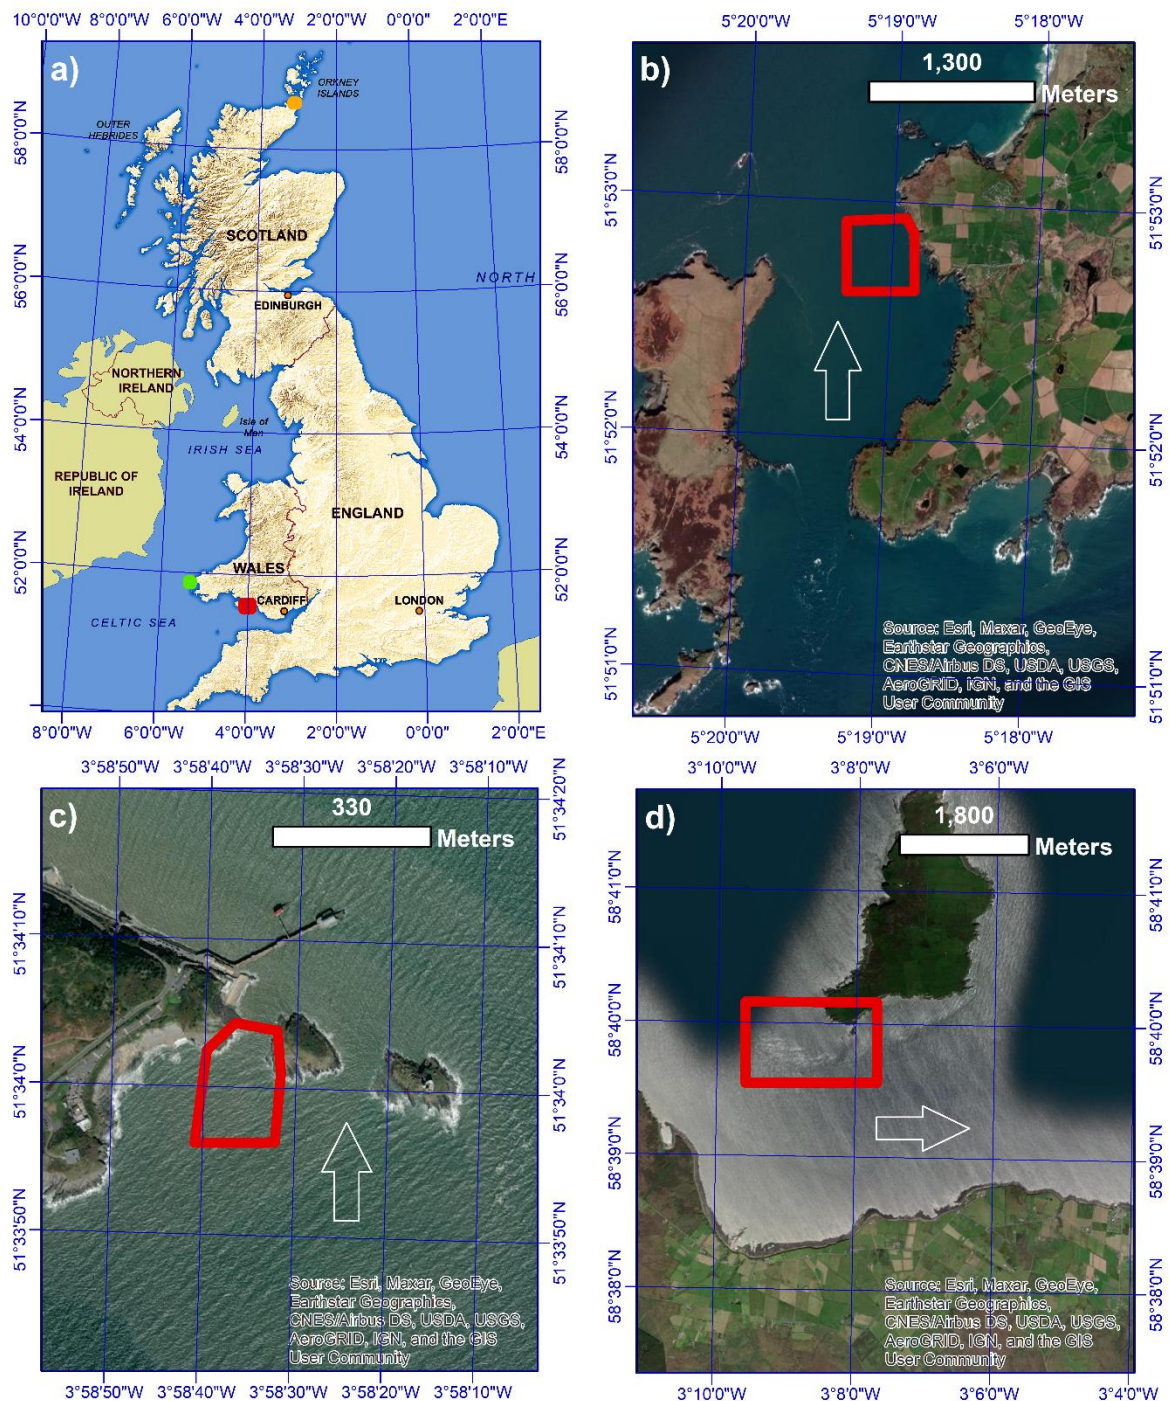 10°0'0"W 8°0'0"W 6°0'0"W 4°0'0"W 2°0'0"W 0°0'0"
a)
ORKNEY
ISLANDS
OUTER
HEBRIDES
58°0'0"N
58°0'0"N
SCOTLAND
NORTH
56°0'0"N
56°0'0"N
EDINBURGH
NORTHERN
IRELAND
54°0'0"N
54°0'0"N
Isle of
Man
IRISH SEA
REPUBLIC OF
IRELAND
ENGLAND
52°0'0"N
52°0'0"N
WALES
CARDIFF
LONDON
CELTIC SEA
8°0'0"W 6°0'0"W 4°0'0"W 2°0'0"W 0°0'0" 2°0'0"E
5°20'0"W 5°19'0"W 5°18'0"W
b)
1,300
Meters
51°53'0"N
51°53'0"N
51°52'0"N
51°52'0"N
51°51'0"N
51°51'0"N
Source: Esri, Maxar, GeoEye,
Earthstar Geographics,
CNES/Airbus DS, USDA, USGS,
AeroGRID, IGN, and the GIS
User Community
5°20'0"W 5°19'0"W 5°18'0"W
3°58'50"W 3°58'40"W 3°58'30"W 3°58'20"W 3°58'10"W
c)
330
Meters
51°34'20"N
51°34'10"N
51°34'10"N
51°34'0"N
51°34'0"N
51°33'50"N
51°33'50"N
Source: Esri, Maxar, GeoEye,
Earthstar Geographics,
CNES/Airbus DS, USDA, USGS,
AeroGRID, IGN, and the GIS
User Community
3°58'50"W 3°58'40"W 3°58'30"W 3°58'20"W 3°58'10"W
3°10'0"W 3°8'0"W 3°6'0"W
d)
1,800
Meters
58°41'0"N
58°41'0"N
58°40'0"N
58°40'0"N
58°39'0"N
58°39'0"N
58°38'0"N
58°38'0"N
Source: Esri, Maxar, GeoEye,
Earthstar Geographics,
CNES/Airbus DS, USDA, USGS,
AeroGRID, IGN, and the GIS
User Community
3°10'0"W 3°8'0"W 3°6'0"W 3°4'0"W